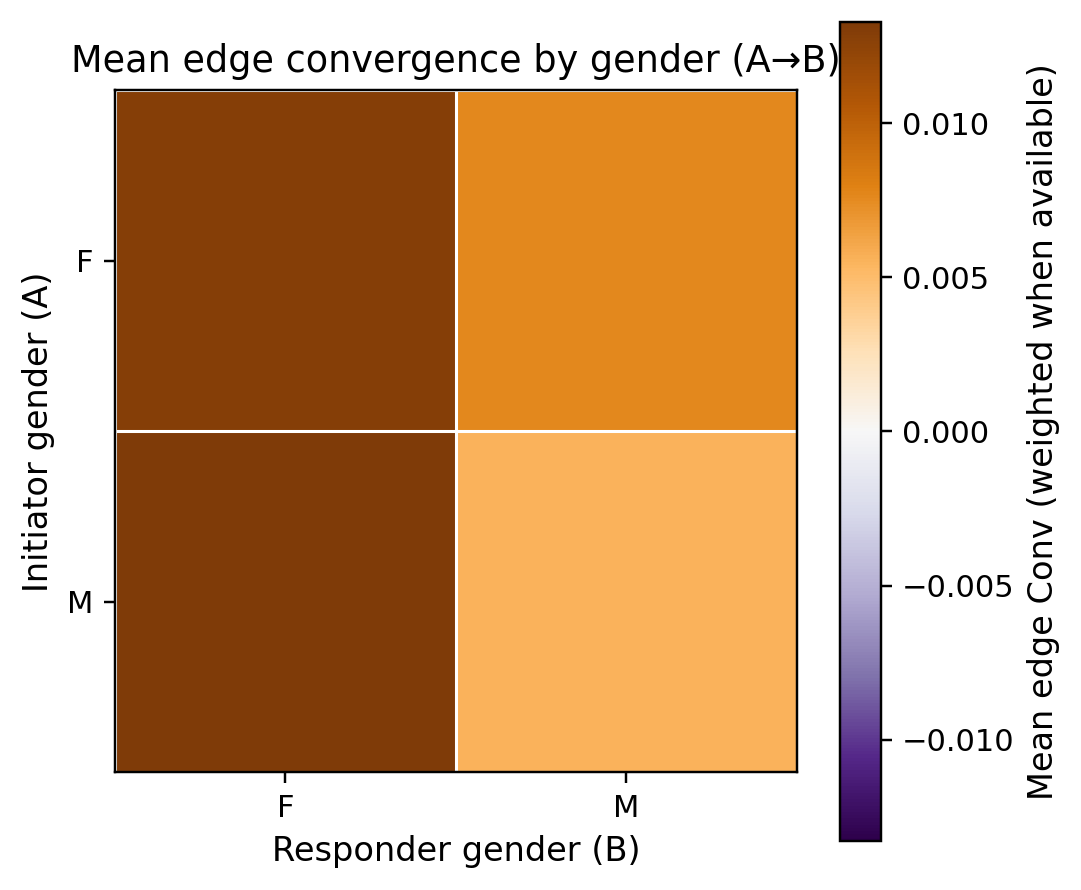 Mean edge convergence by gender (A→B)
Initiator gender (A)
F
M
F
M
Responder gender (B)
0.010
0.005
0.000
−0.005
−0.010
Mean edge Conv (weighted when available)